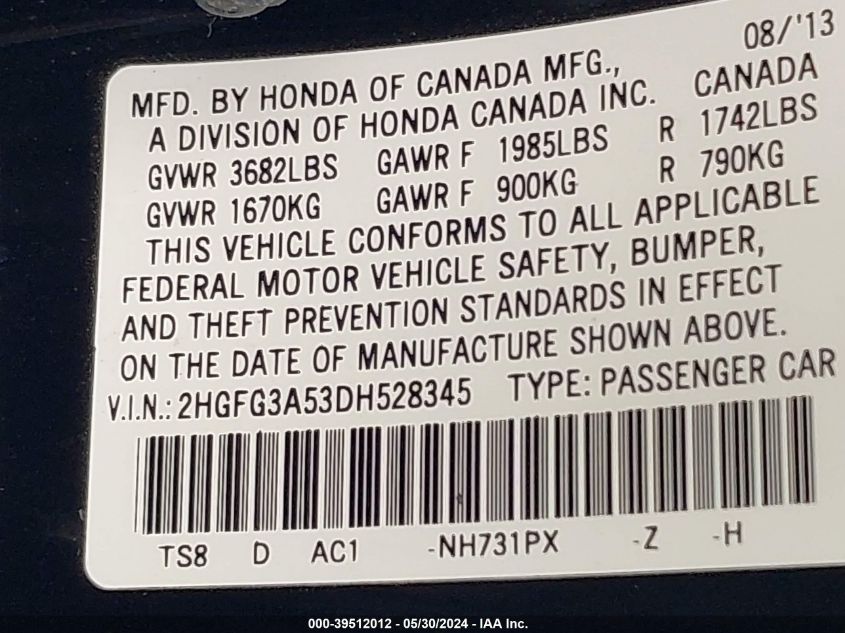 08/'13
MFD. BY HONDA OF CANADA MFG.,
A DIVISION OF HONDA CANADA INC. CANADA
GVWR 3682LBS GAWR F 1985LBS R 1742LBS
GVWR 1670KG GAWR F 900KG R 790KG
THIS VEHICLE CONFORMS TO ALL APPLICABLE
FEDERAL MOTOR VEHICLE SAFETY, BUMPER,
AND THEFT PREVENTION STANDARDS IN EFFECT
ON THE DATE OF MANUFACTURE SHOWN ABOVE.
V.I.N.: 2HGFG3A53DH528345 TYPE: PASSENGER CAR
TS8 D AC1 -NH731PX -Z -H
000-39512012 - 05/30/2024 - IAA Inc.